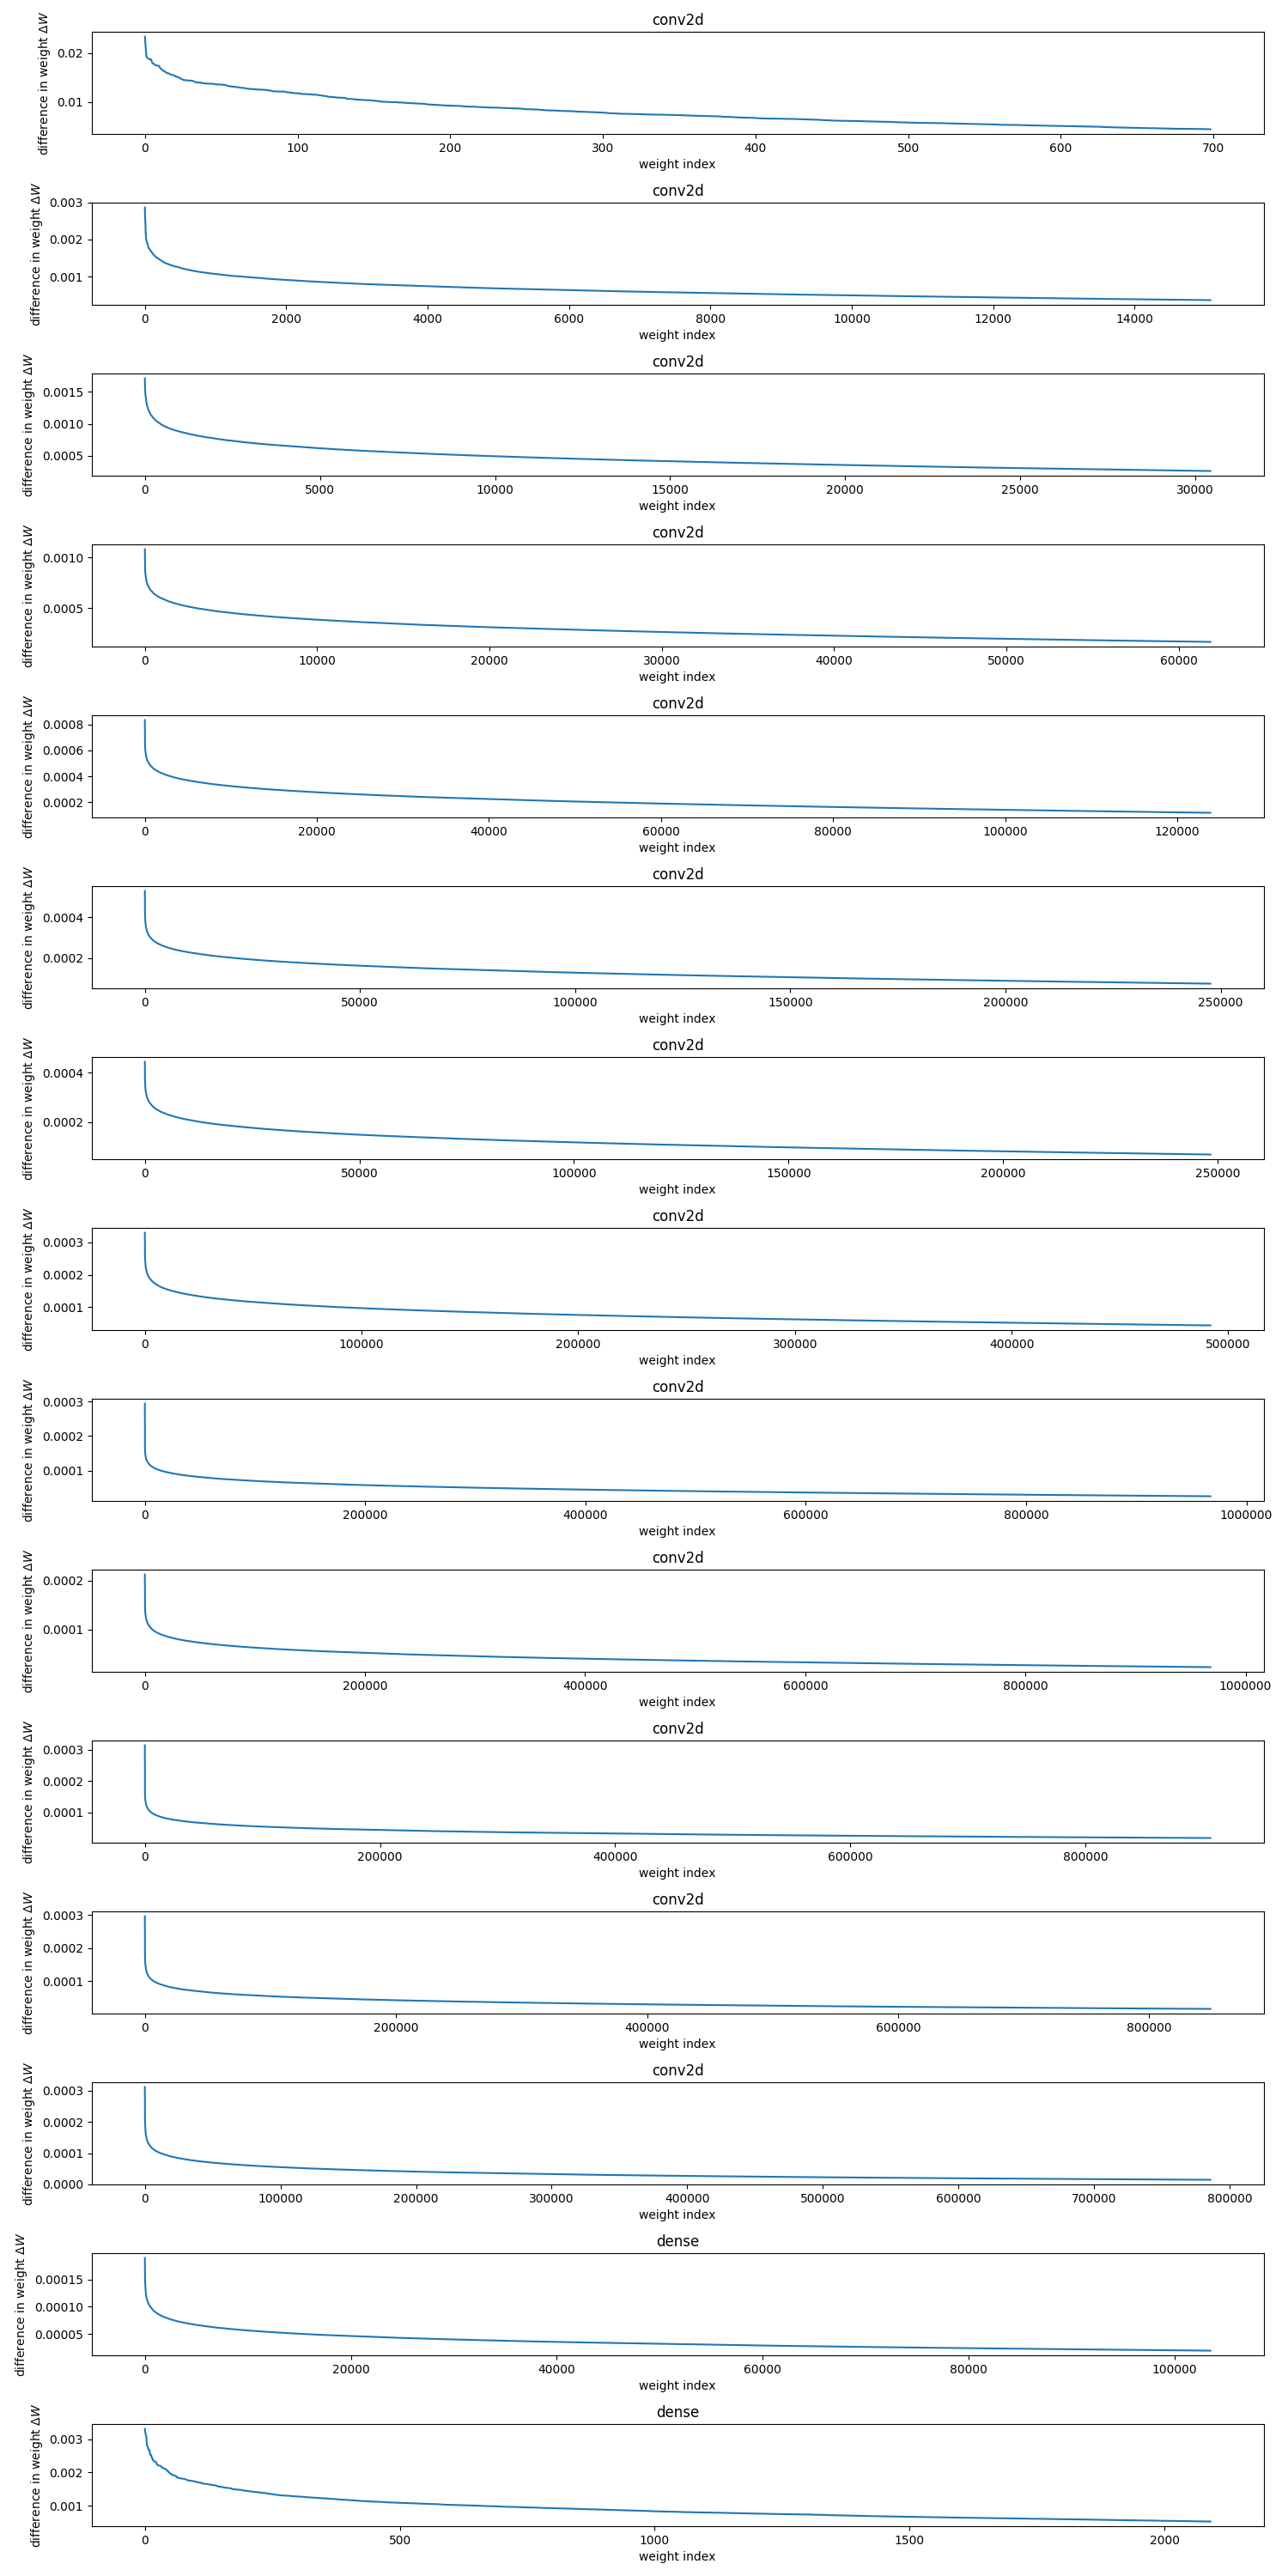 conv2d
difference in weight ΔW
0.02
0.01
0 100 200 300 400 500 600 700
weight index
conv2d
difference in weight ΔW
0.003
0.002
0.001
0 2000 4000 6000 8000 10000 12000 14000
weight index
conv2d
difference in weight ΔW
0.0015
0.0010
0.0005
0 5000 10000 15000 20000 25000 30000
weight index
conv2d
difference in weight ΔW
0.0010
0.0005
0 10000 20000 30000 40000 50000 60000
weight index
conv2d
difference in weight ΔW
0.0008
0.0006
0.0004
0.0002
0 20000 40000 60000 80000 100000 120000
weight index
conv2d
difference in weight ΔW
0.0004
0.0002
0 50000 100000 150000 200000 250000
weight index
conv2d
difference in weight ΔW
0.0004
0.0002
0 50000 100000 150000 200000 250000
weight index
conv2d
difference in weight ΔW
0.0003
0.0002
0.0001
0 100000 200000 300000 400000 500000
weight index
conv2d
difference in weight ΔW
0.0003
0.0002
0.0001
0 200000 400000 600000 800000 1000000
weight index
conv2d
difference in weight ΔW
0.0002
0.0001
0 200000 400000 600000 800000 1000000
weight index
conv2d
difference in weight ΔW
0.0003
0.0002
0.0001
0 200000 400000 600000 800000
weight index
conv2d
difference in weight ΔW
0.0003
0.0002
0.0001
0 200000 400000 600000 800000
weight index
conv2d
difference in weight ΔW
0.0003
0.0002
0.0001
0.0000
0 100000 200000 300000 400000 500000 600000 700000 800000
weight index
dense
difference in weight ΔW
0.00015
0.00010
0.00005
0 20000 40000 60000 80000 100000
weight index
dense
difference in weight ΔW
0.003
0.002
0.001
0 500 1000 1500 2000
weight index